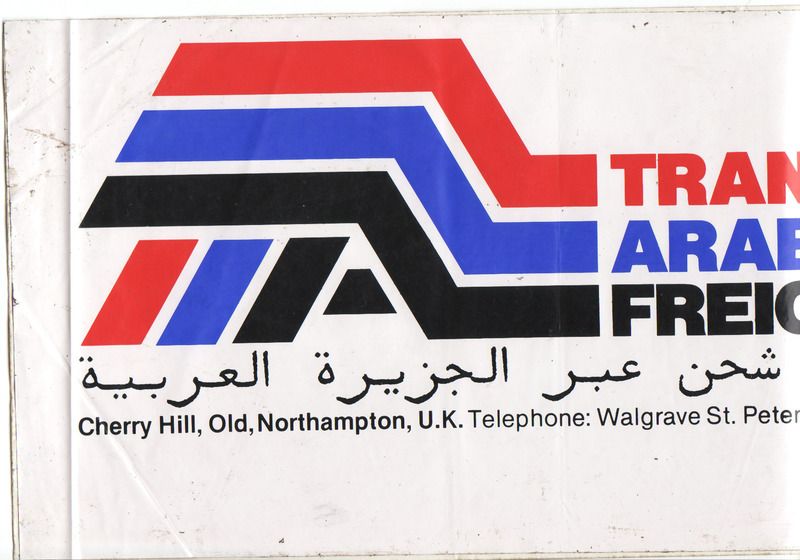 TRAN
ARAB
FREIG
شحن عبر الجزيرة العربية
Cherry Hill, Old, Northampton, U.K. Telephone: Walgrave St. Peter